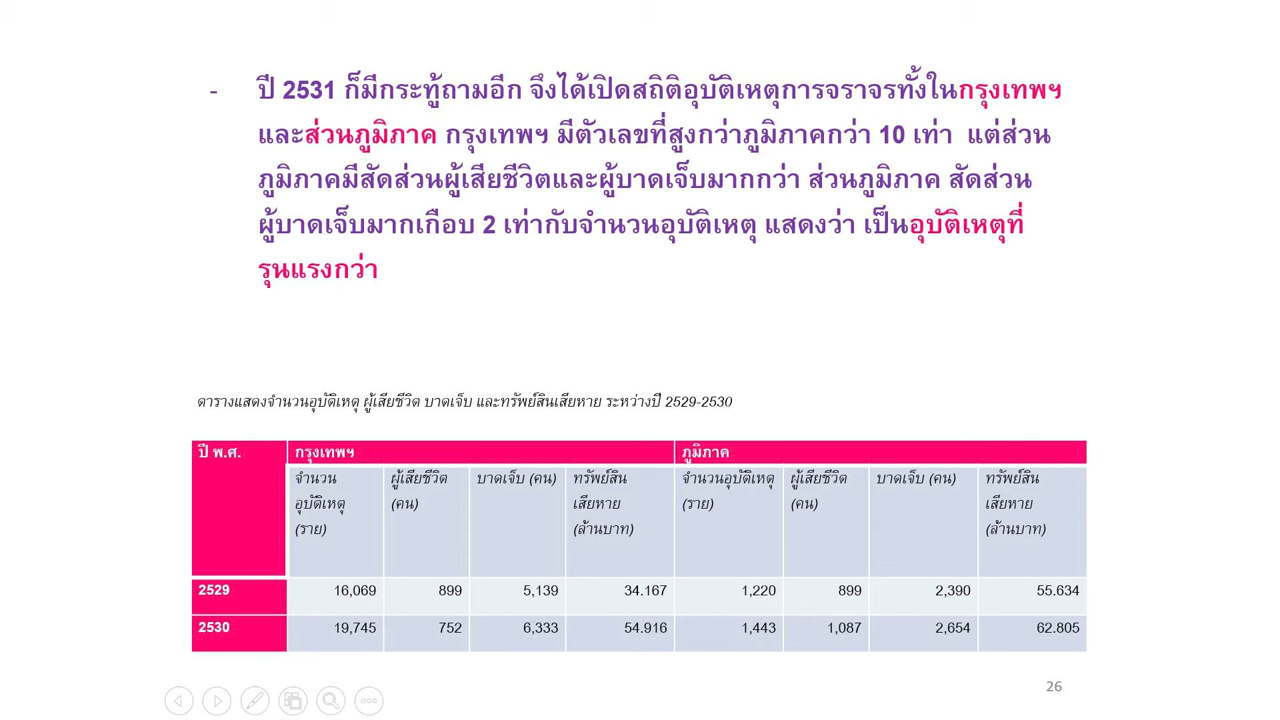 - ปี 2531 ก็มีกระทู้ถามอีก จึงได้เปิดสถิติอุบัติเหตุการจราจรทั้งในกรุงเทพฯ
และส่วนภูมิภาค กรุงเทพฯ มีตัวเลขที่สูงกว่าภูมิภาคกว่า 10 เท่า แต่ส่วน
ภูมิภาคมีสัดส่วนผู้เสียชีวิตและผู้บาดเจ็บมากกว่า ส่วนภูมิภาค สัดส่วน
ผู้บาดเจ็บมากเกือบ 2 เท่ากับจำนวนอุบัติเหตุ แสดงว่า เป็นอุบัติเหตุที่
รุนแรงกว่า
ตารางแสดงจำนวนอุบัติเหตุ ผู้เสียชีวิต บาดเจ็บ และทรัพย์สินเสียหาย ระหว่างปี 2529-2530
ปี พ.ศ. กรุงเทพฯ ภูมิภาค
จำนวน ผู้เสียชีวิต บาดเจ็บ (คน) ทรัพย์สิน จำนวนอุบัติเหตุ ผู้เสียชีวิต บาดเจ็บ (คน) ทรัพย์สิน
อุบัติเหตุ (คน) เสียหาย (ราย) (คน) เสียหาย
(ราย) (ล้านบาท) (ล้านบาท)
2529 16,069 899 5,139 34.167 1,220 899 2,390 55.634
2530 19,745 752 6,333 54.916 1,443 1,087 2,654 62.805
26